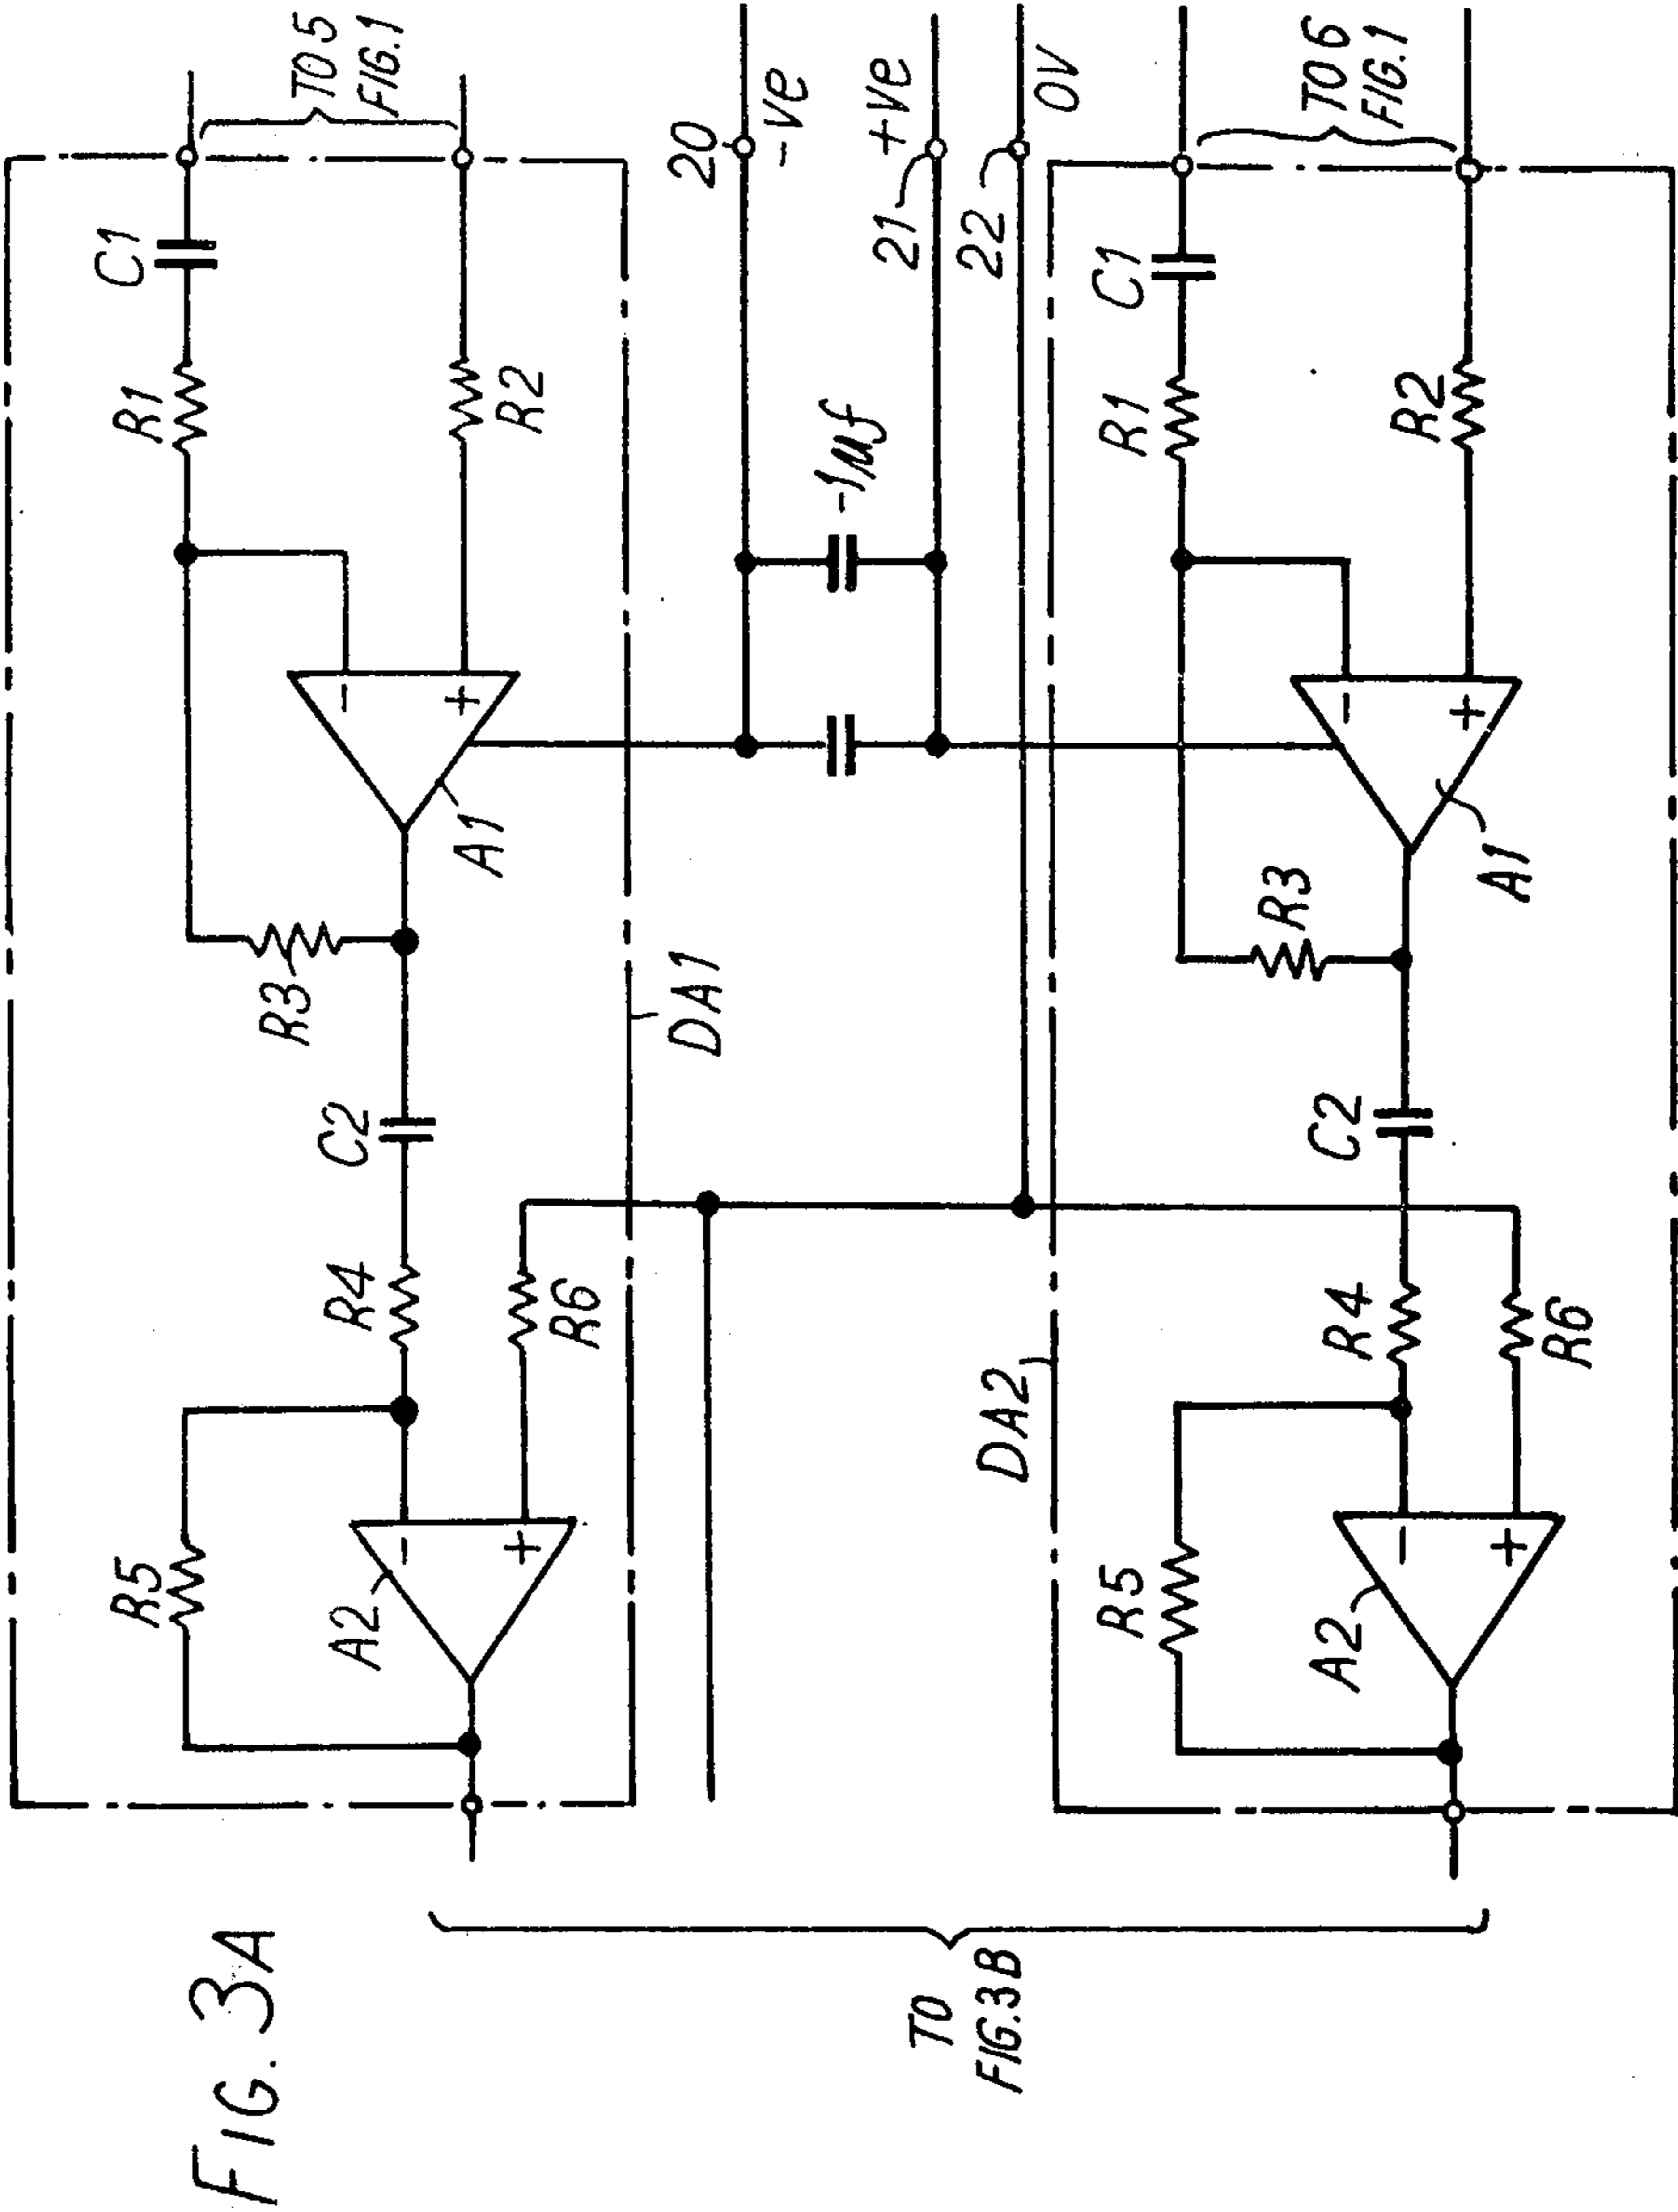 FIG. 3A
TO 5
FIG.1
C1
R1
R2
-
+
A1
R3
C2
R4
R6
R5
-
+
A2
DA1
20
-ve
21
+ve
22
0V
-1µf
TO 6
FIG.1
C1
R1
R2
-
+
A1
R3
C2
R4
R6
R5
-
+
A2
DA2
TO
FIG.3B